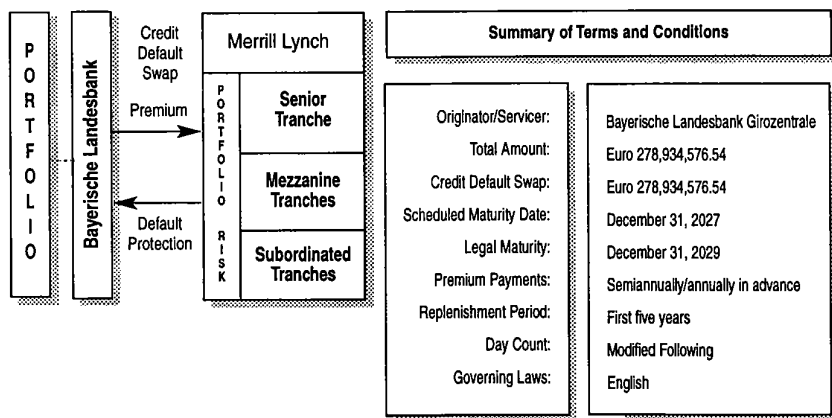 PORTFOLIO
Bayerische Landesbank
Credit
Default
Swap
Premium
Default
Protection
Merrill Lynch
PORTFOLIO RISK
Senior
Tranche
Mezzanine
Tranches
Subordinated
Tranches
Summary of Terms and Conditions
Originator/Servicer: Bayerische Landesbank Girozentrale
Total Amount: Euro 278,934,576.54
Credit Default Swap: Euro 278,934,576.54
Scheduled Maturity Date: December 31, 2027
Legal Maturity: December 31, 2029
Premium Payments: Semiannually/annually in advance
Replenishment Period: First five years
Day Count: Modified Following
Governing Laws: English